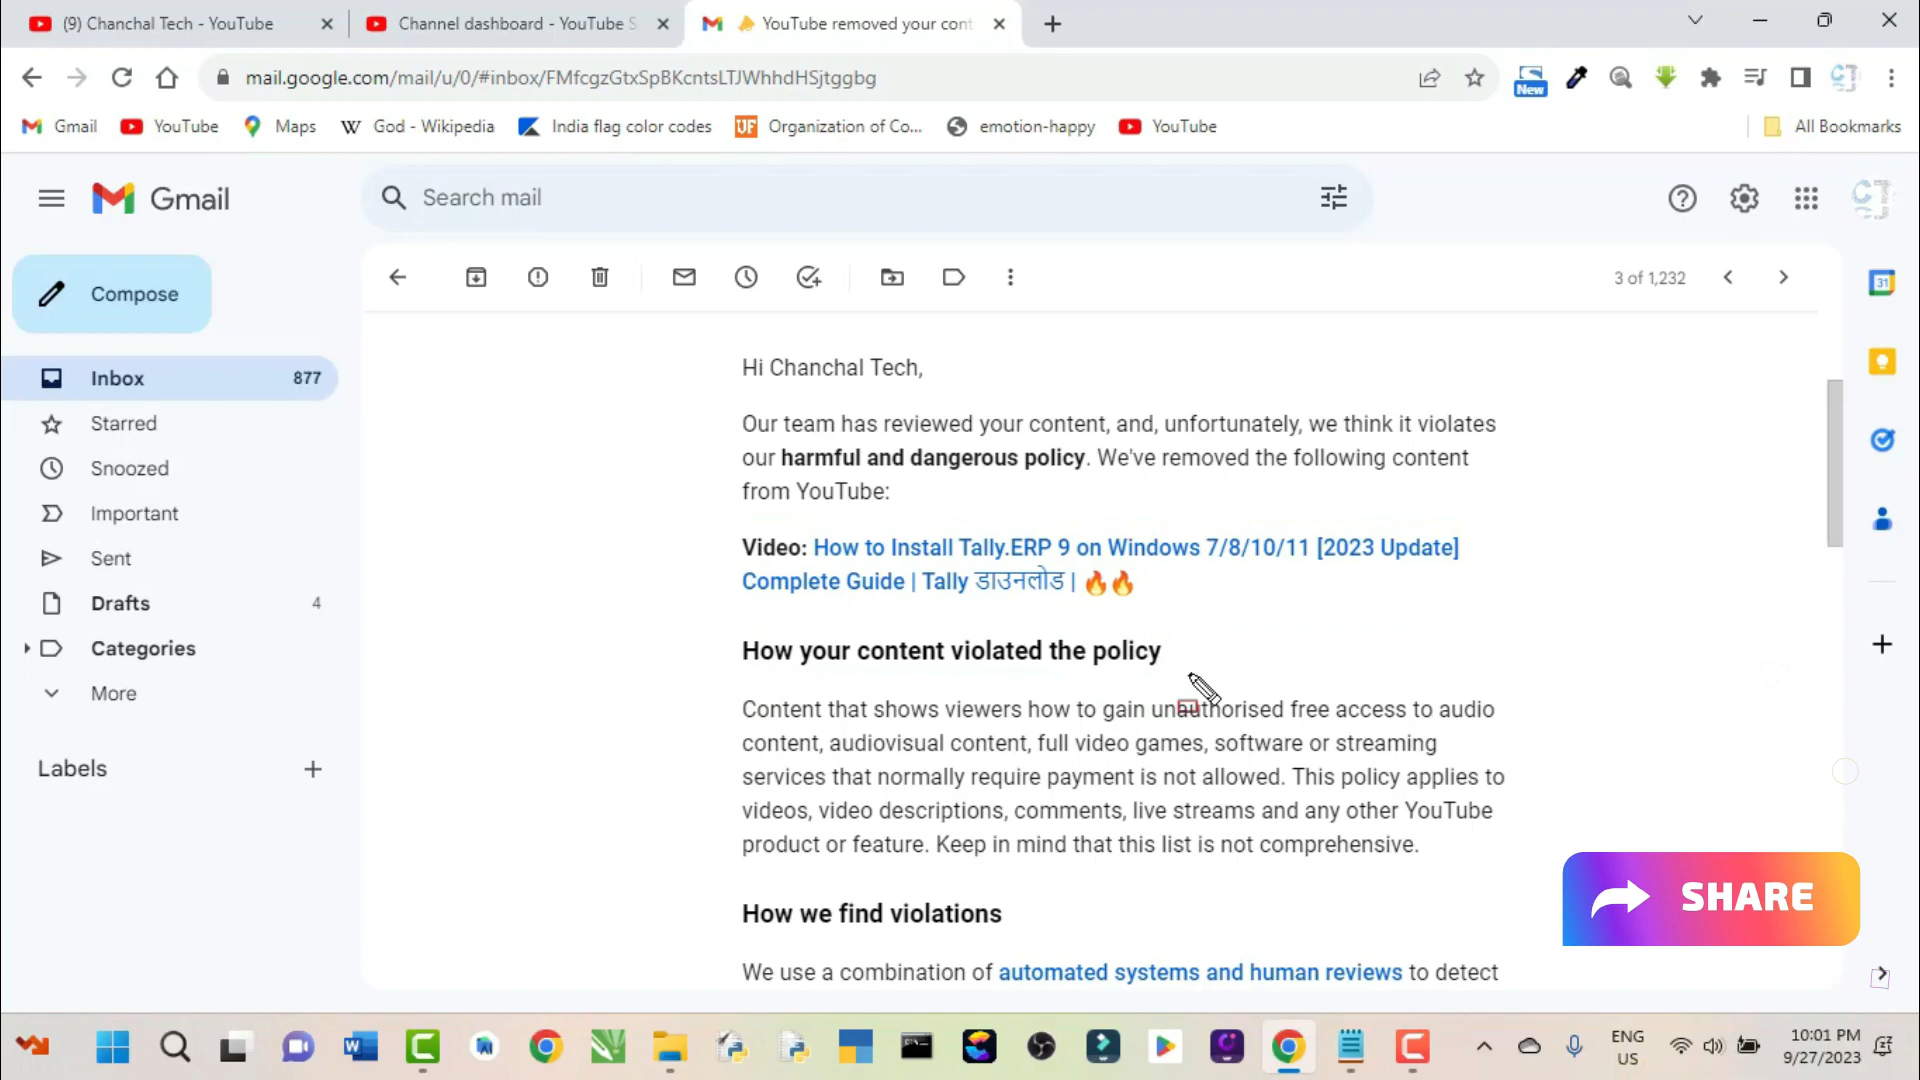 (9) Chanchal Tech - YouTube
Channel dashboard - YouTube S
YouTube removed your cont
mail.google.com/mail/u/0/#inbox/FMfcgzGtxSpBKcntsLTJWhhdHSjtggbg
New
Gmail
YouTube
Maps
W God - Wikipedia
India flag color codes
UF Organization of Co...
emotion-happy
YouTube
All Bookmarks
Gmail
Search mail
CT
Compose
3 of 1,232
31
Inbox 877
Starred
Snoozed
Important
Sent
Drafts 4
Categories
More
Labels
Hi Chanchal Tech,
Our team has reviewed your content, and, unfortunately, we think it violates
our harmful and dangerous policy. We've removed the following content
from YouTube:
Video: How to Install Tally.ERP 9 on Windows 7/8/10/11 [2023 Update]
Complete Guide | Tally डाउनलोड | 🔥🔥
How your content violated the policy
Content that shows viewers how to gain unauthorised free access to audio
content, audiovisual content, full video games, software or streaming
services that normally require payment is not allowed. This policy applies to
videos, video descriptions, comments, live streams and any other YouTube
product or feature. Keep in mind that this list is not comprehensive.
How we find violations
We use a combination of automated systems and human reviews to detect
SHARE
ENG
US
10:01 PM
9/27/2023